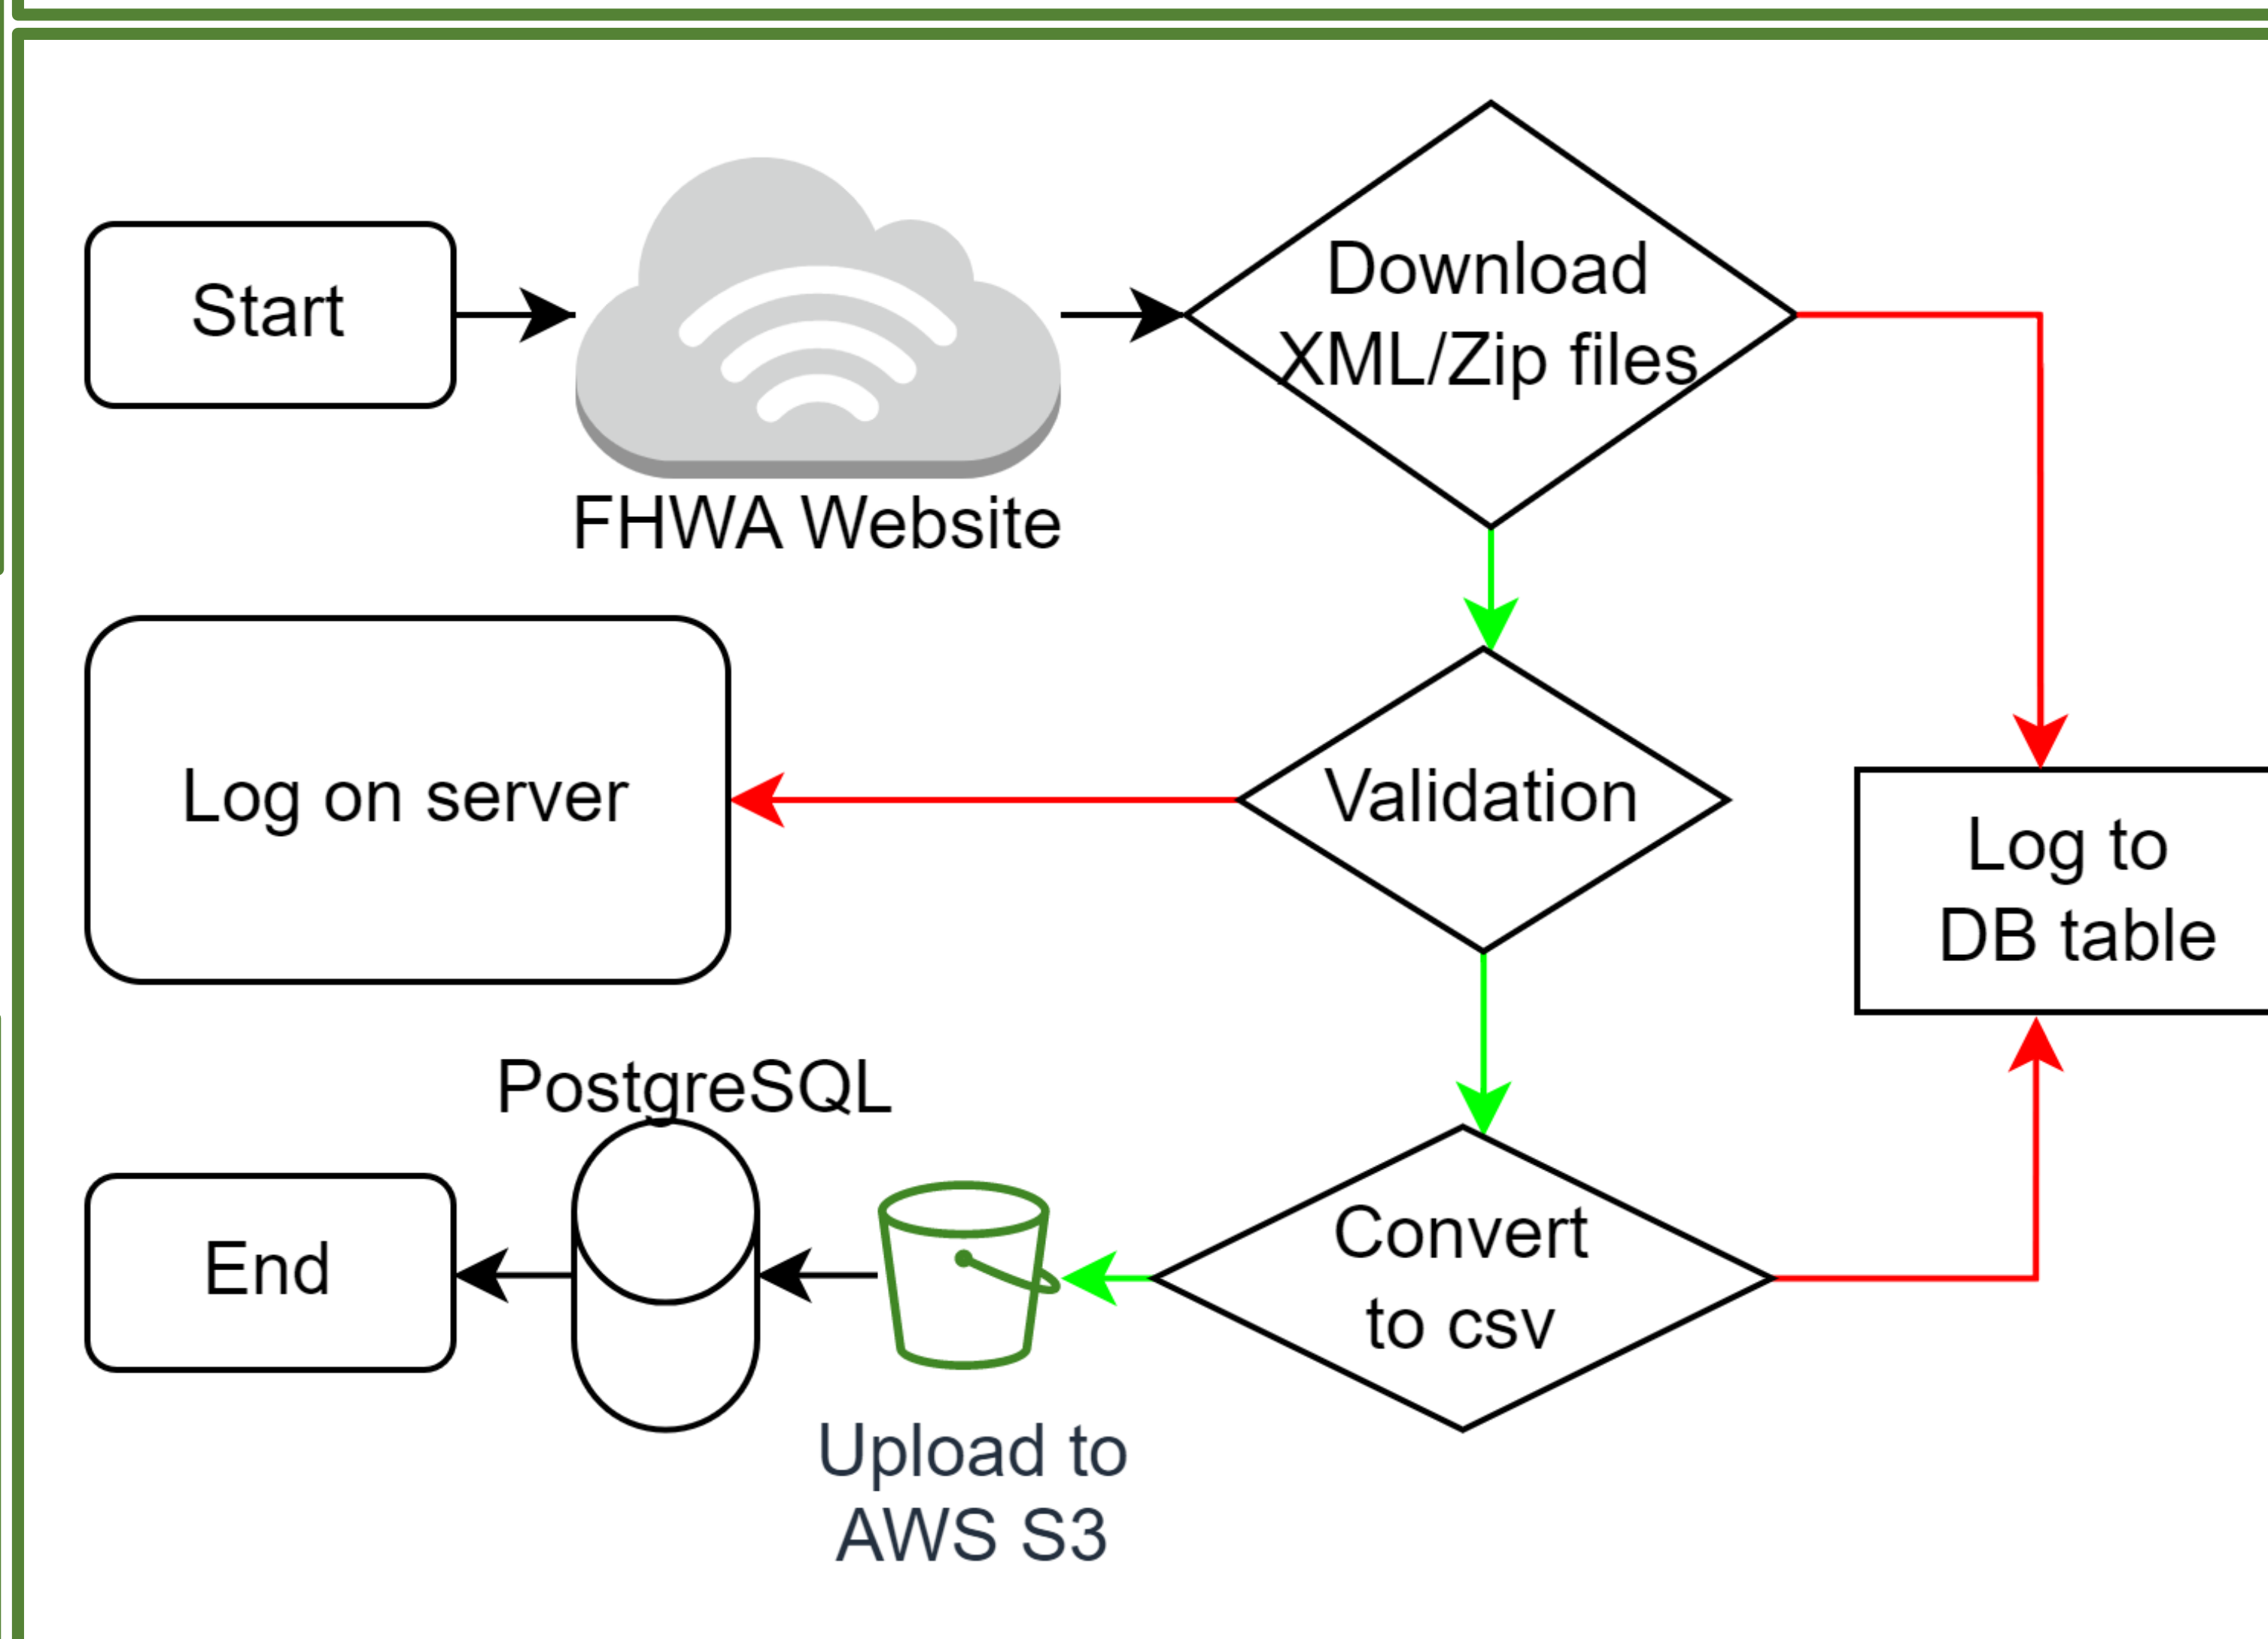 Start
FHWA Website
Download
XML/Zip files
Log on server
Validation
Log to
DB table
PostgreSQL
End
Upload to
AWS S3
Convert
to csv